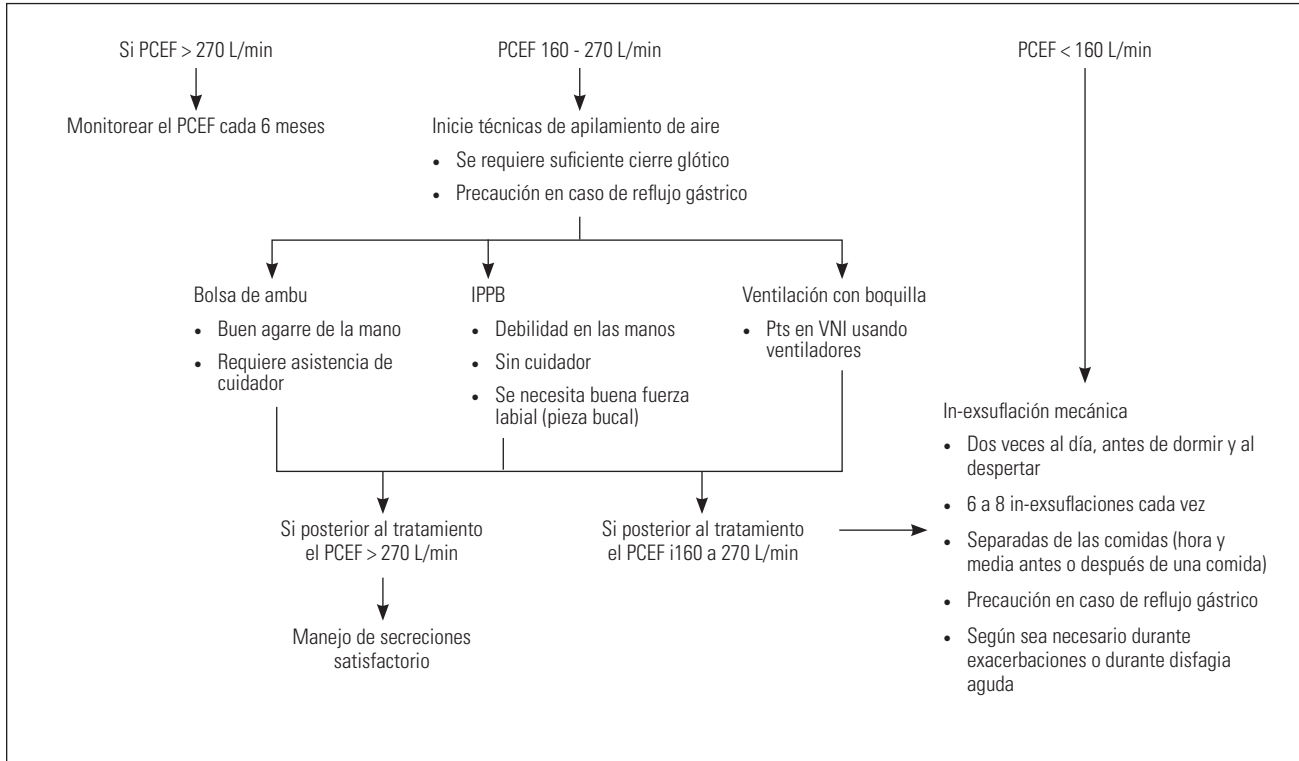 Si PCEF > 270 L/min
Monitorear el PCEF cada 6 meses
PCEF 160 - 270 L/min
Inicie técnicas de apilamiento de aire
• Se requiere suficiente cierre glótico
• Precaución en caso de reflujo gástrico
Bolsa de ambu
• Buen agarre de la mano
• Requiere asistencia de
cuidador
IPPB
• Debilidad en las manos
• Sin cuidador
• Se necesita buena fuerza
labial (pieza bucal)
Ventilación con boquilla
• Pts en VNI usando
ventiladores
Si posterior al tratamiento
el PCEF > 270 L/min
Manejo de secreciones
satisfactorio
Si posterior al tratamiento
el PCEF i160 a 270 L/min
PCEF < 160 L/min
In-exsuflación mecánica
• Dos veces al día, antes de dormir y al
despertar
• 6 a 8 in-exsuflaciones cada vez
• Separadas de las comidas (hora y
media antes o después de una comida)
• Precaución en caso de reflujo gástrico
• Según sea necesario durante
exacerbaciones o durante disfagia
aguda